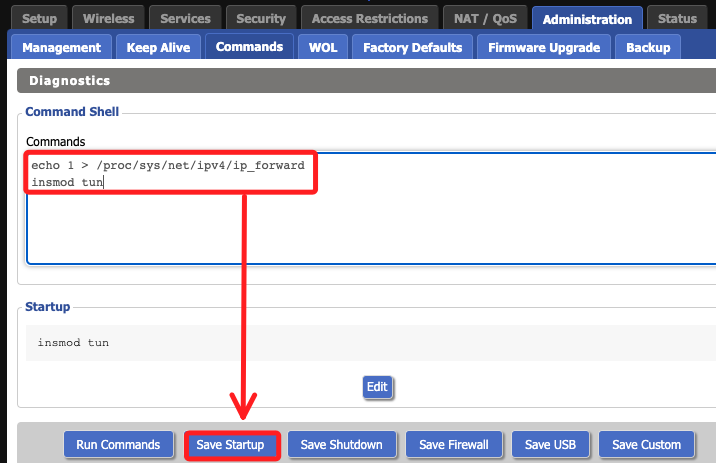 Setup Wireless Services Security Access Restrictions NAT / QoS Administration Status
Management Keep Alive Commands WOL Factory Defaults Firmware Upgrade Backup
Diagnostics
Command Shell
Commands
echo 1 > /proc/sys/net/ipv4/ip_forward
insmod tun
Startup
insmod tun
Edit
Run Commands Save Startup Save Shutdown Save Firewall Save USB Save Custom